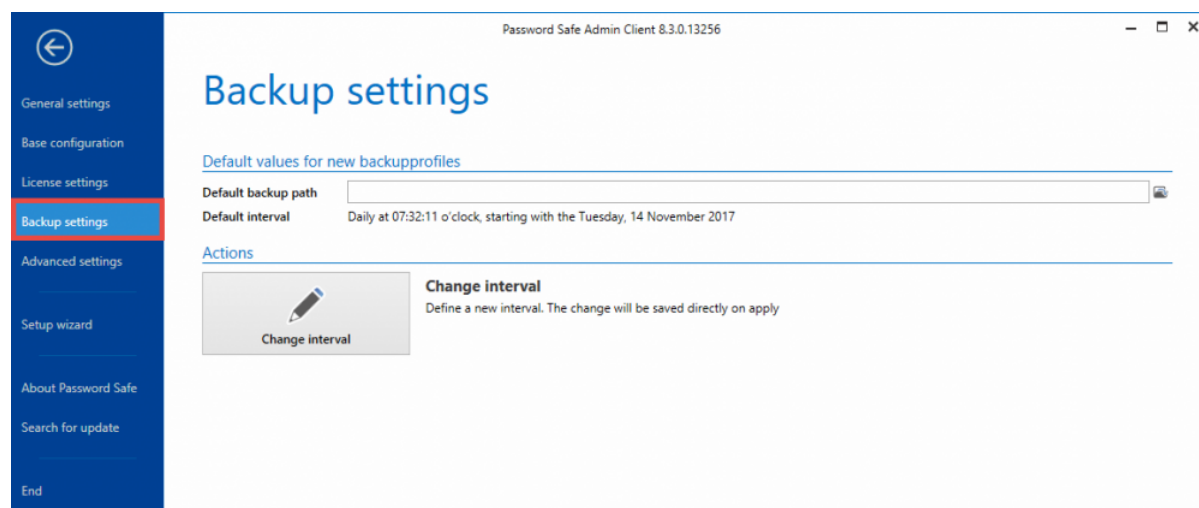 Password Safe Admin Client 8.3.0.13256
General settings
Base configuration
License settings
Backup settings
Advanced settings
Setup wizard
About Password Safe
Search for update
End
Backup settings
Default values for new backupprofiles
Default backup path
Default interval Daily at 07:32:11 o'clock, starting with the Tuesday, 14 November 2017
Actions
Change interval
Change interval
Define a new interval. The change will be saved directly on apply